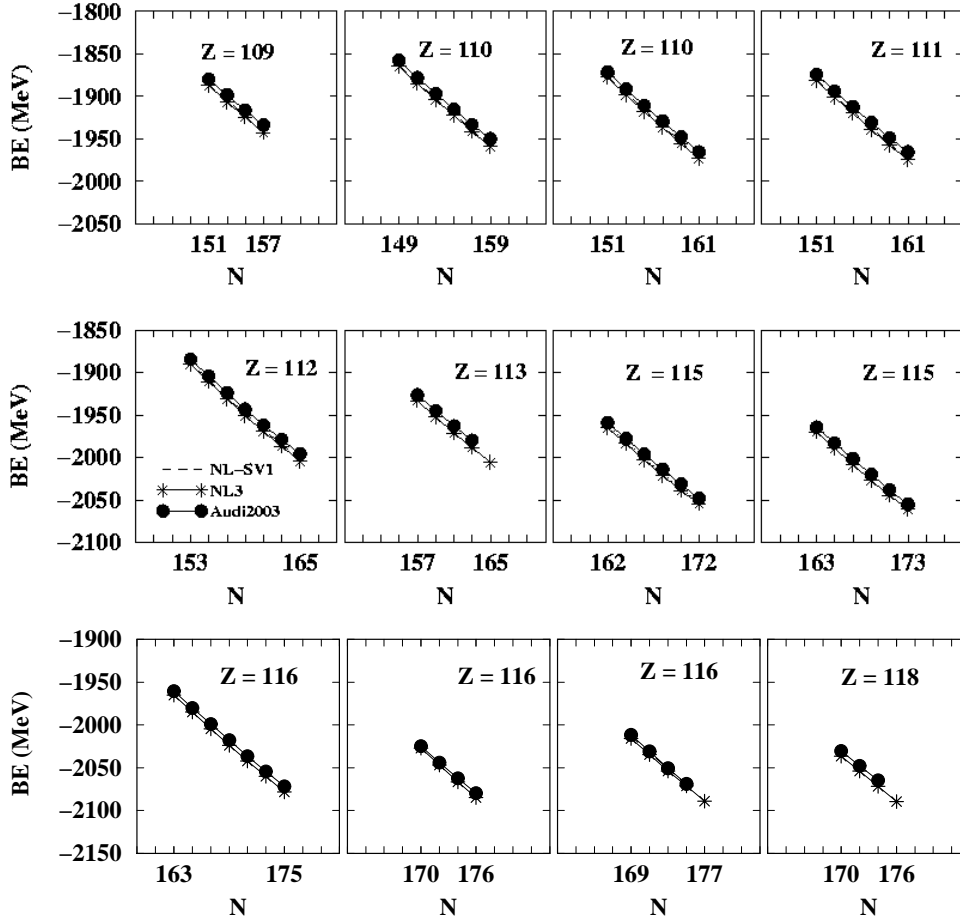 −1800
−1850
−1900
−1950
−2000
−2050
BE (MeV)
Z = 109
Z = 110
Z = 110
Z = 111
151 157
149 159
151 161
151 161
N N N N
−1850
−1900
−1950
−2000
−2050
−2100
BE (MeV)
Z = 112
Z = 113
Z = 115
Z = 115
NL−SV1
NL3
Audi2003
153 165
157 165
162 172
163 173
N N N N
−1900
−1950
−2000
−2050
−2100
−2150
BE (MeV)
Z = 116
Z = 116
Z = 116
Z = 118
163 175
170 176
169 177
170 176
N N N N